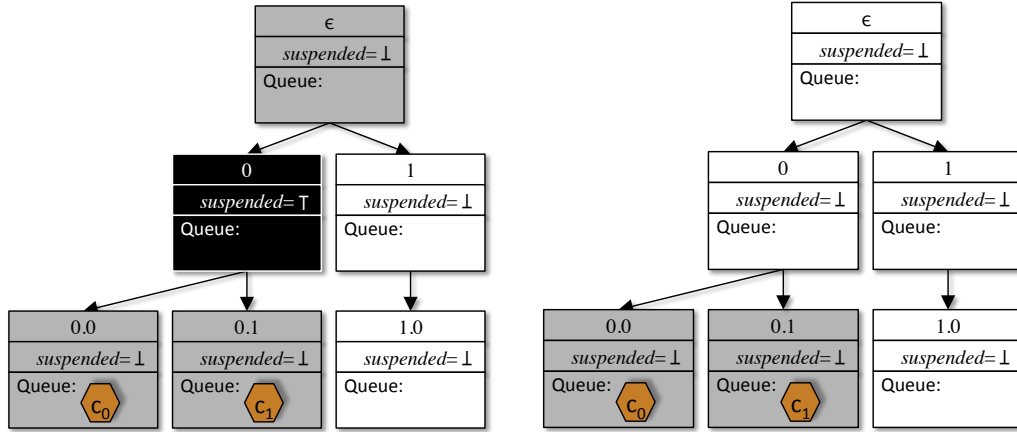 ϵ
suspended=⊥
Queue:
0
suspended=⊤
Queue:
1
suspended=⊥
Queue:
0.0
suspended=⊥
Queue:
c₀
0.1
suspended=⊥
Queue:
c₁
1.0
suspended=⊥
Queue:
ϵ
suspended=⊥
Queue:
0
suspended=⊥
Queue:
1
suspended=⊥
Queue:
0.0
suspended=⊥
Queue:
c₀
0.1
suspended=⊥
Queue:
c₁
1.0
suspended=⊥
Queue: